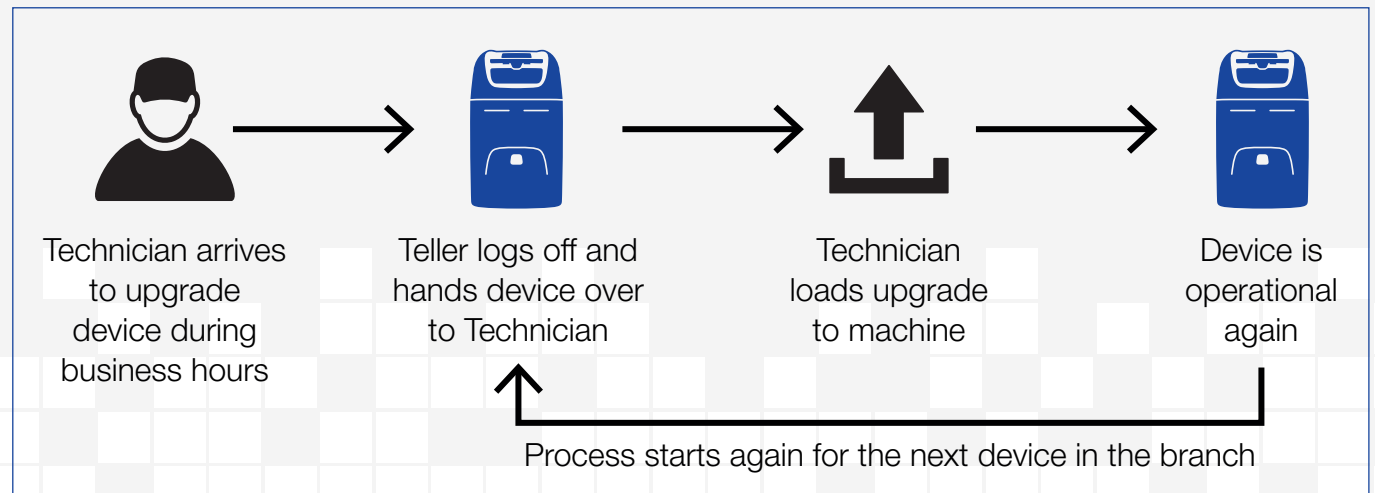 Technician arrives
to upgrade
device during
business hours
Teller logs off and
hands device over
to Technician
Technician
loads upgrade
to machine
Device is
operational
again
Process starts again for the next device in the branch